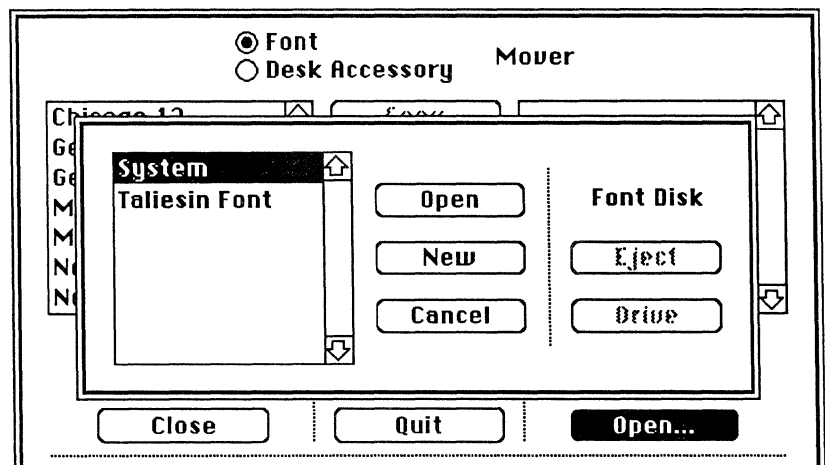 Font
Desk Accessory
Mover
System
Taliesin Font
Open
New
Cancel
Font Disk
Eject
Drive
Close
Quit
Open...